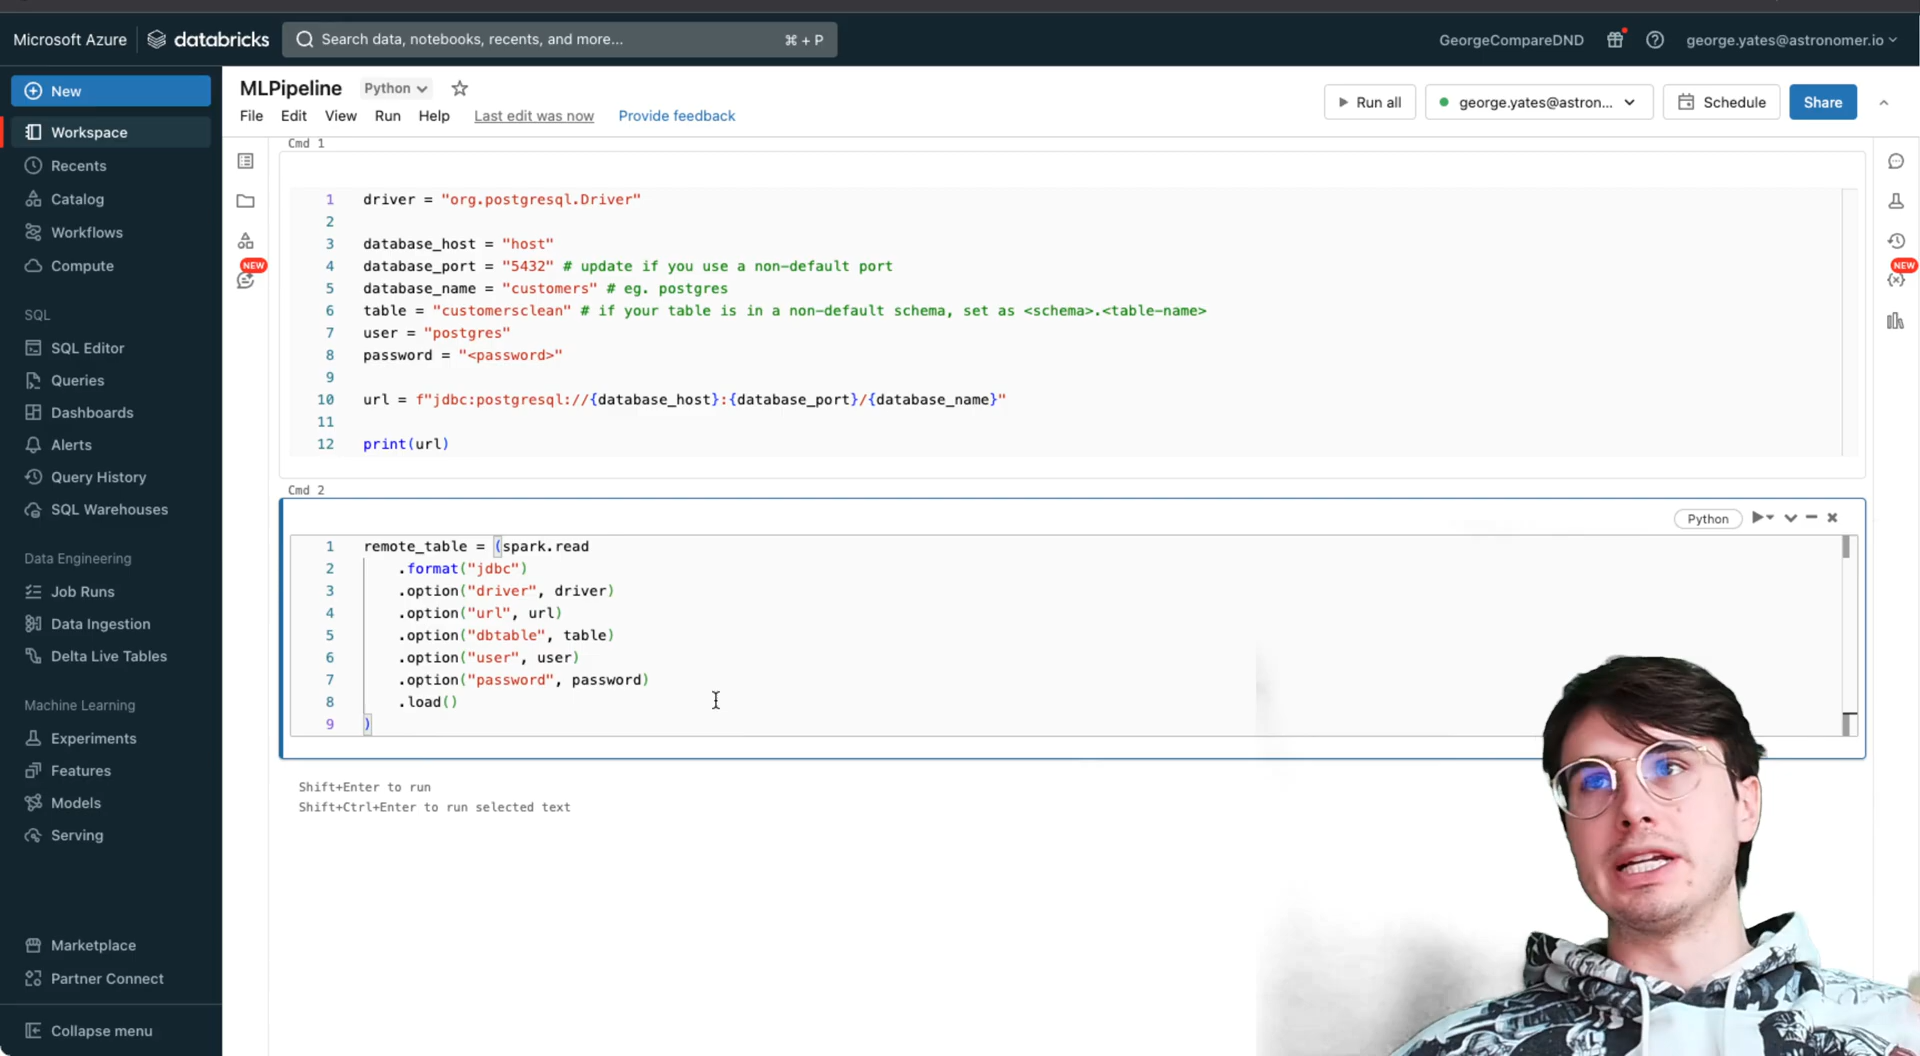 Microsoft Azure
databricks
Search data, notebooks, recents, and more...
⌘ + P
GeorgeCompareDND
george.yates@astronomer.io
New
Workspace
Recents
Catalog
Workflows
Compute
SQL
SQL Editor
Queries
Dashboards
Alerts
Query History
SQL Warehouses
Data Engineering
Job Runs
Data Ingestion
Delta Live Tables
Machine Learning
Experiments
Features
Models
Serving
Marketplace
Partner Connect
Collapse menu
MLPipeline
Python
File Edit View Run Help Last edit was now Provide feedback
Run all
george.yates@astron...
Schedule
Share
NEW
NEW
Cmd 1
1 driver = "org.postgresql.Driver"
2
3 database_host = "host"
4 database_port = "5432" # update if you use a non-default port
5 database_name = "customers" # eg. postgres
6 table = "customersclean" # if your table is in a non-default schema, set as <schema>.<table-name>
7 user = "postgres"
8 password = "<password>"
9
10 url = f"jdbc:postgresql://{database_host}:{database_port}/{database_name}"
11
12 print(url)
Cmd 2
Python
1 remote_table = (spark.read
2 .format("jdbc")
3 .option("driver", driver)
4 .option("url", url)
5 .option("dbtable", table)
6 .option("user", user)
7 .option("password", password)
8 .load()
9 )
Shift+Enter to run
Shift+Ctrl+Enter to run selected text